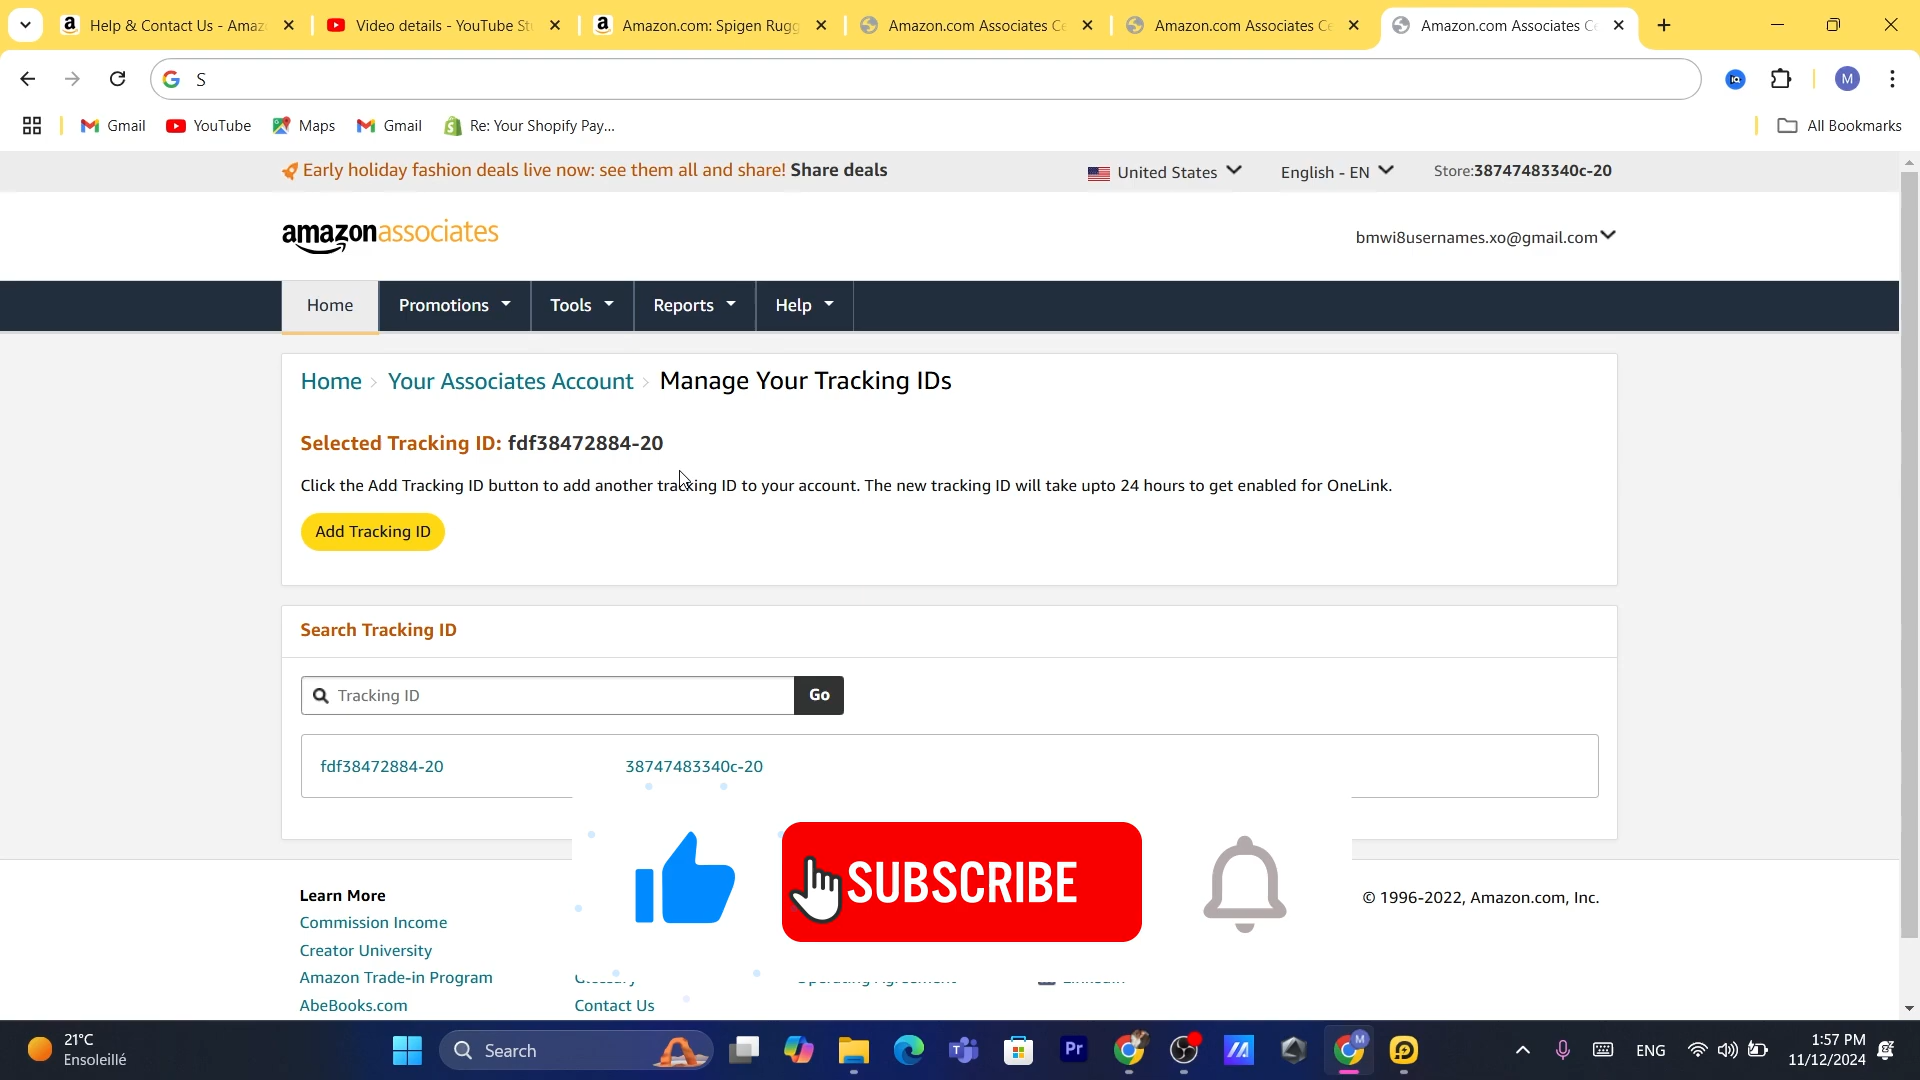 Help & Contact Us - Amaz
Video details - YouTube St
Amazon.com: Spigen Rugg
Amazon.com Associates Ce
Amazon.com Associates Ce
Amazon.com Associates Ce
S
Gmail
YouTube
Maps
Gmail
Re: Your Shopify Pay...
All Bookmarks
Early holiday fashion deals live now: see them all and share! Share deals
United States
English - EN
Store:38747483340c-20
amazonassociates
bmwi8usernames.xo@gmail.com
Home
Promotions
Tools
Reports
Help
Home › Your Associates Account › Manage Your Tracking IDs
Selected Tracking ID: fdf38472884-20
Click the Add Tracking ID button to add another tracking ID to your account. The new tracking ID will take upto 24 hours to get enabled for OneLink.
Add Tracking ID
Search Tracking ID
Tracking ID
Go
fdf38472884-20
38747483340c-20
SUBSCRIBE
Learn More
Commission Income
Creator University
Amazon Trade-in Program
AbeBooks.com
Contact Us
© 1996-2022, Amazon.com, Inc.
21°C
Ensoleillé
Search
Pr
M
ENG
1:57 PM
11/12/2024